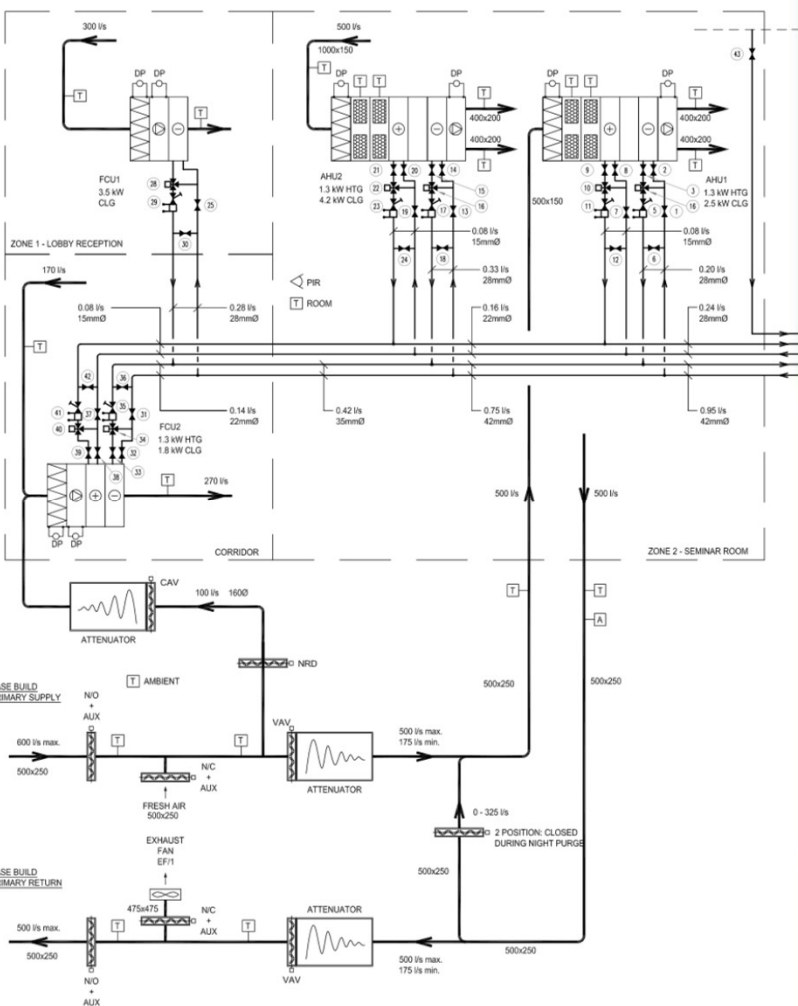 300 l/s
T
T
DP
DP
FCU1
3.5 kW
CLG
28
29
25
30
ZONE 1 - LOBBY RECEPTION
500 l/s
1000x150
T
DP
T
T
DP
T
400x200
400x200
T
AHU2
1.3 kW HTG
4.2 kW CLG
21
20
14
22
15
16
23
19
17
13
24
18
0.08 l/s
15mmØ
0.33 l/s
28mmØ
500x150
DP
T
T
DP
T
400x200
400x200
T
AHU1
1.3 kW HTG
2.5 kW CLG
9
8
2
10
3
16
11
7
5
1
12
6
0.08 l/s
15mmØ
0.20 l/s
28mmØ
43
PIR
T ROOM
170 l/s
T
0.08 l/s
15mmØ
0.28 l/s
28mmØ
0.16 l/s
22mmØ
0.24 l/s
28mmØ
42
36
41
37
35
31
40
34
39
38
33
32
FCU2
1.3 kW HTG
1.8 kW CLG
0.14 l/s
22mmØ
0.42 l/s
35mmØ
0.75 l/s
42mmØ
0.95 l/s
42mmØ
T
270 l/s
DP
DP
CORRIDOR
500 l/s
500 l/s
ZONE 2 - SEMINAR ROOM
CAV
100 l/s 160Ø
ATTENUATOR
T
T
A
NRD
T AMBIENT
500x250
500x250
SE BUILD
RIMARY SUPPLY
N/O
+
AUX
600 l/s max.
500x250
T
T
VAV
500 l/s max.
175 l/s min.
N/C
+
AUX
ATTENUATOR
FRESH AIR
500x250
0 - 325 l/s
2 POSITION: CLOSED
DURING NIGHT PURGE
EXHAUST
FAN
EF/1
500x250
SE BUILD
RIMARY RETURN
475x475
N/C
+
AUX
ATTENUATOR
500 l/s max.
500x250
T
T
500x250
500 l/s max.
175 l/s min.
N/O
+
AUX
VAV